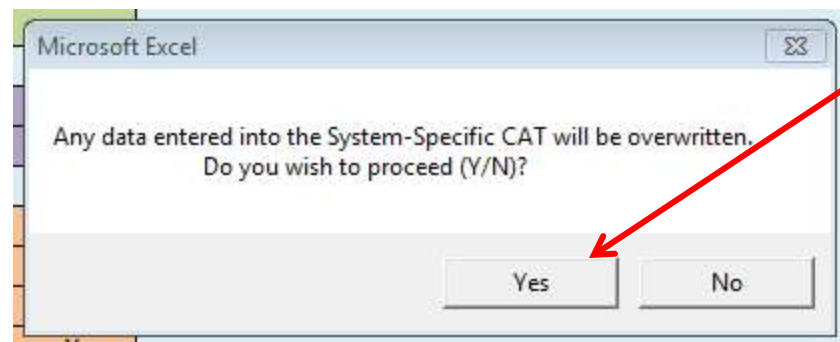 Microsoft Excel
Any data entered into the System-Specific CAT will be overwritten.
Do you wish to proceed (Y/N)?
Yes
No